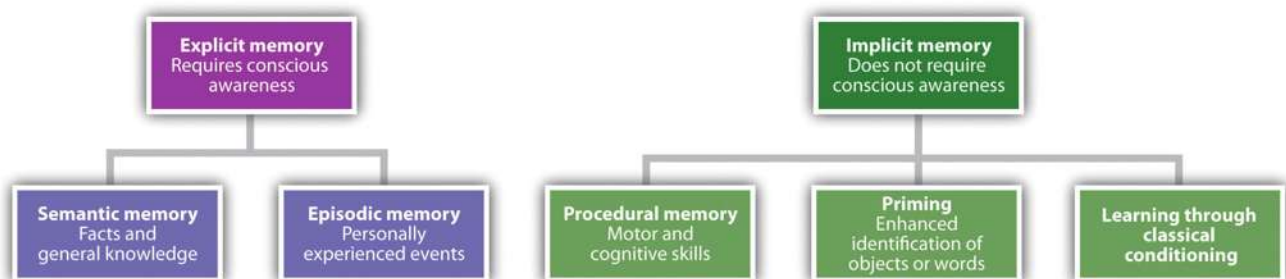 Explicit memory
Requires conscious
awareness
Implicit memory
Does not require
conscious awareness
Semantic memory
Facts and
general knowledge
Episodic memory
Personally
experienced events
Procedural memory
Motor and
cognitive skills
Priming
Enhanced
identification of
objects or words
Learning through
classical
conditioning